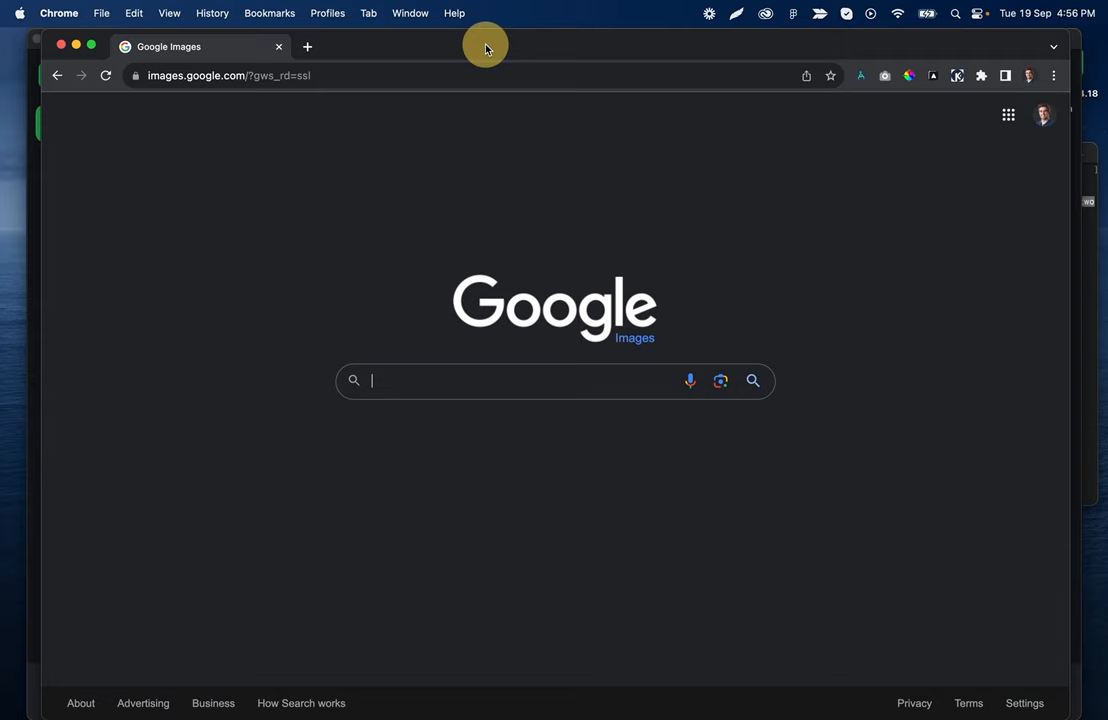 Chrome File Edit View History Bookmarks Profiles Tab Window Help Tue 19 Sep 4:56 PM
Google Images
images.google.com/?gws_rd=ssl
Google
Images
About Advertising Business How Search works Privacy Terms Settings